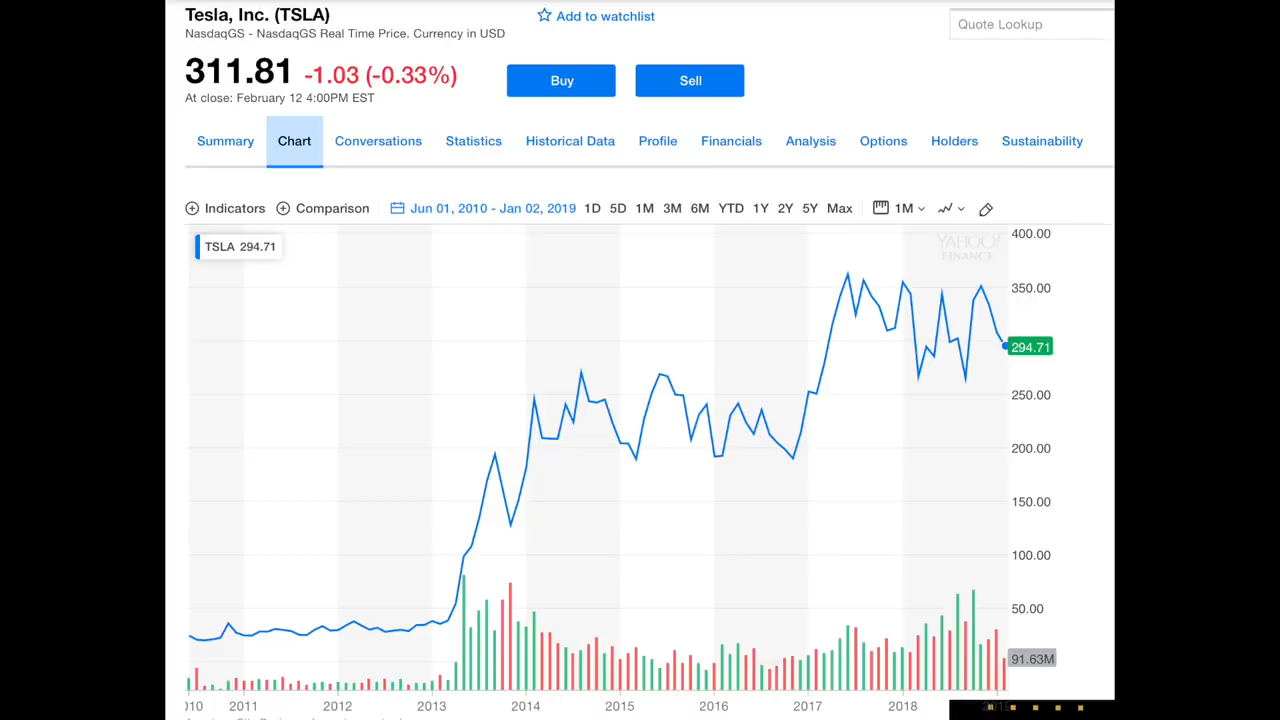 Tesla, Inc. (TSLA)
Add to watchlist
Quote Lookup
NasdaqGS - NasdaqGS Real Time Price. Currency in USD
311.81 -1.03 (-0.33%)
Buy
Sell
At close: February 12 4:00PM EST
Summary Chart Conversations Statistics Historical Data Profile Financials Analysis Options Holders Sustainability
Indicators Comparison Jun 01, 2010 - Jan 02, 2019 1D 5D 1M 3M 6M YTD 1Y 2Y 5Y Max 1M
TSLA 294.71
YAHOO!
FINANCE
400.00
350.00
294.71
250.00
200.00
150.00
100.00
50.00
91.63M
010 2011 2012 2013 2014 2015 2016 2017 2018 2019